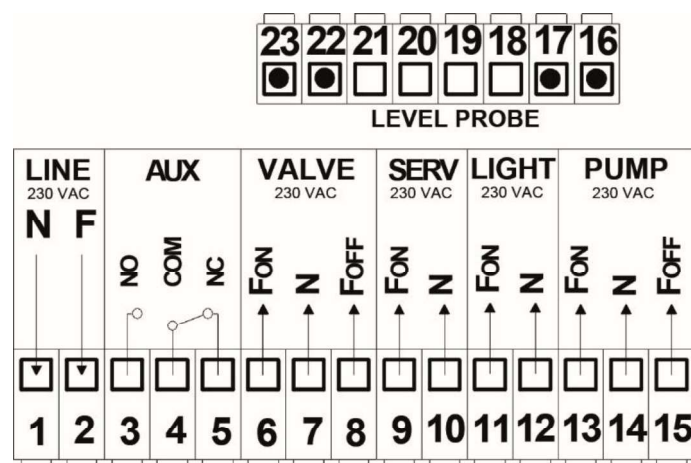 23 22 21 20 19 18 17 16
LEVEL PROBE
LINE AUX VALVE SERV LIGHT PUMP
230 VAC 230 VAC 230 VAC 230 VAC 230 VAC
N F
NO COM NC FON N FOFF FON N FON N FON N FOFF
1 2 3 4 5 6 7 8 9 10 11 12 13 14 15